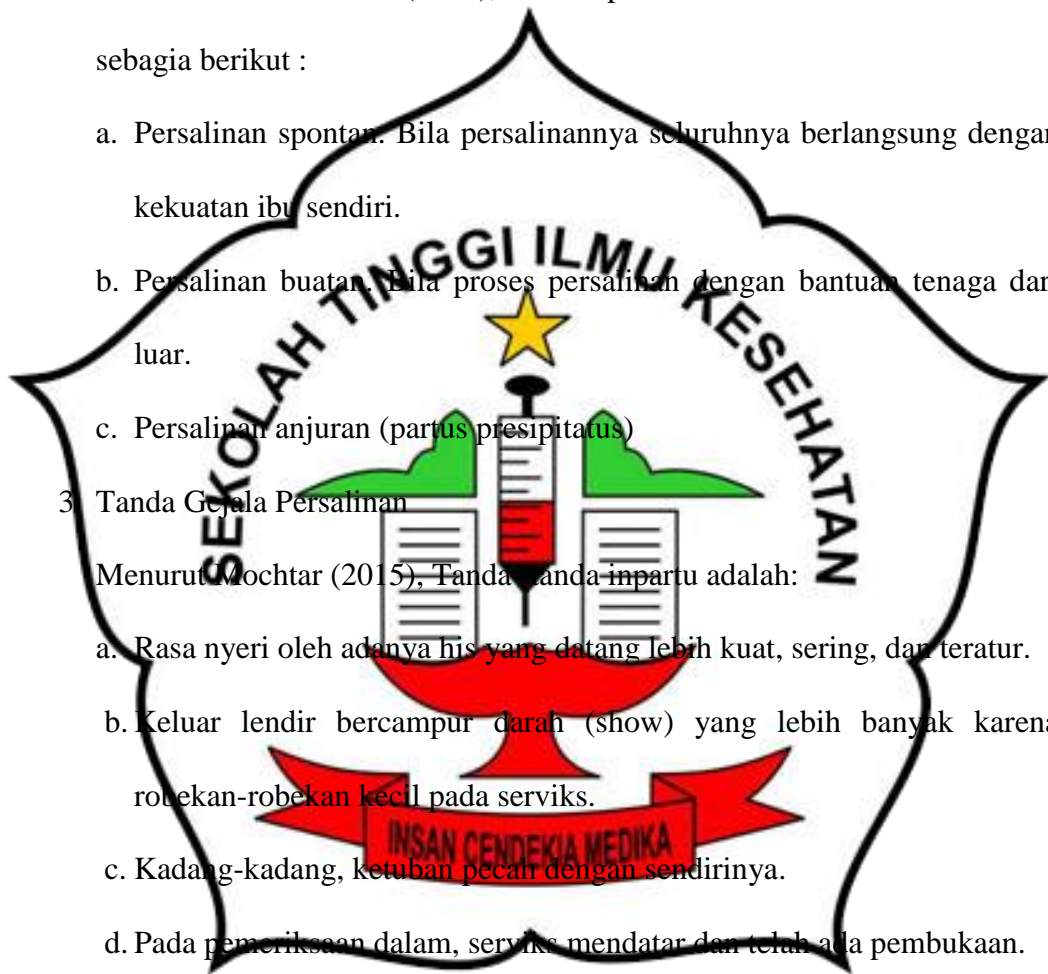 sebagia berikut :
a. Persalinan spontan. Bila persalinannya seluruhnya berlangsung dengan
kekuatan ibu sendiri.
b. Persalinan buatan. Bila proses persalinan dengan bantuan tenaga dari
luar.
c. Persalinan anjuran (partus presipitatus)
3. Tanda Gejala Persalinan
Menurut Mochtar (2015), Tanda-tanda inpartu adalah:
a. Rasa nyeri oleh adanya his yang datang lebih kuat, sering, dan teratur.
b. Keluar lendir bercampur darah (show) yang lebih banyak karena
robekan-robekan kecil pada serviks.
c. Kadang-kadang, ketuban pecah dengan sendirinya.
d. Pada pemeriksaan dalam, serviks mendatar dan telah ada pembukaan.
SEKOLAH TINGGI ILMU KESEHATAN
INSAN CENDEKIA MEDIKA